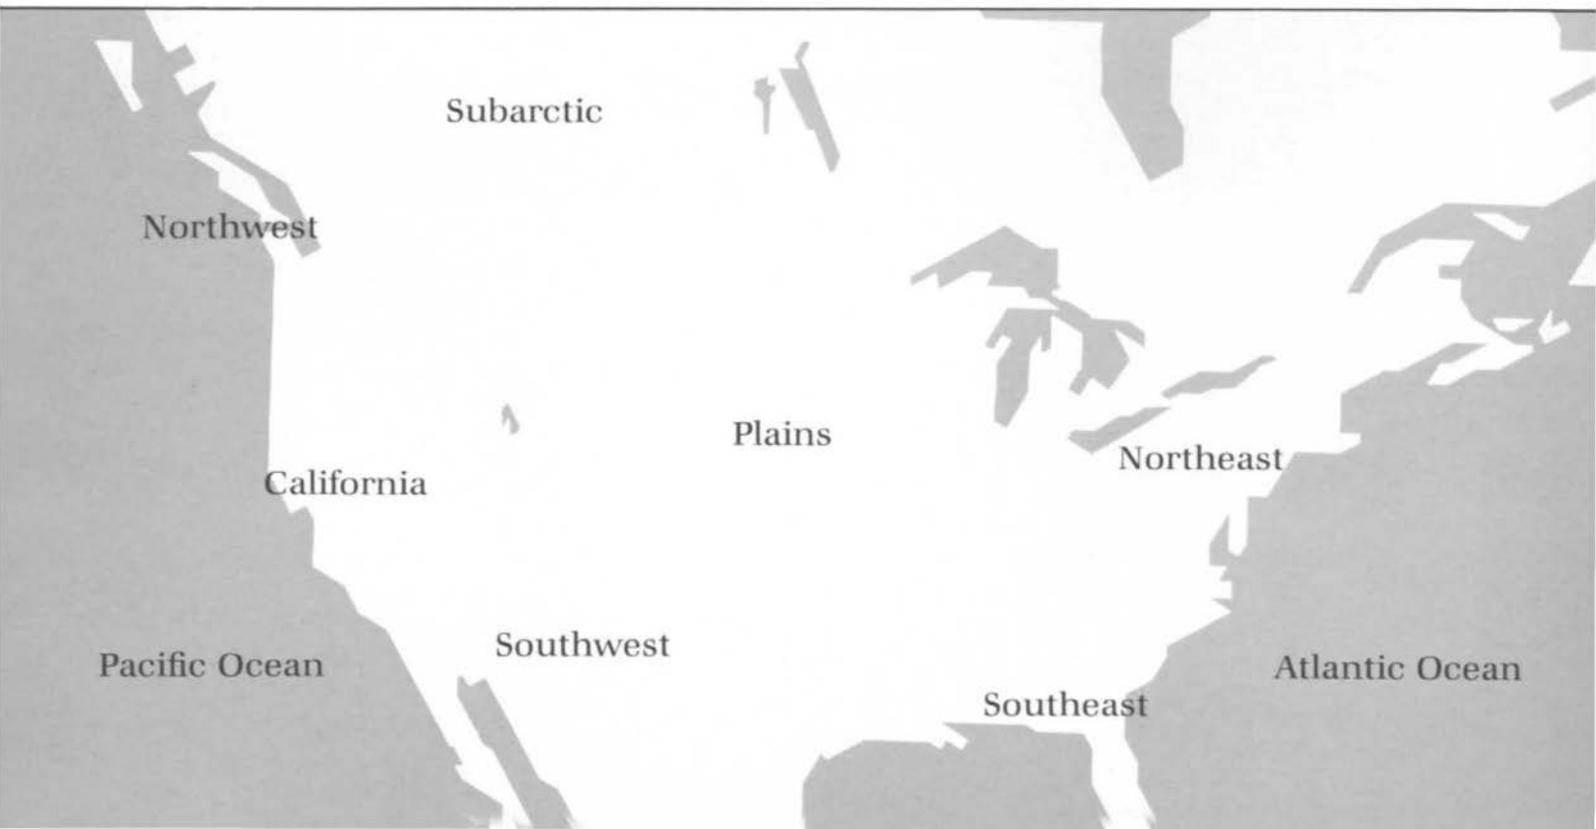 Subarctic
Northwest
Plains
Northeast
California
Southwest
Pacific Ocean
Atlantic Ocean
Southeast